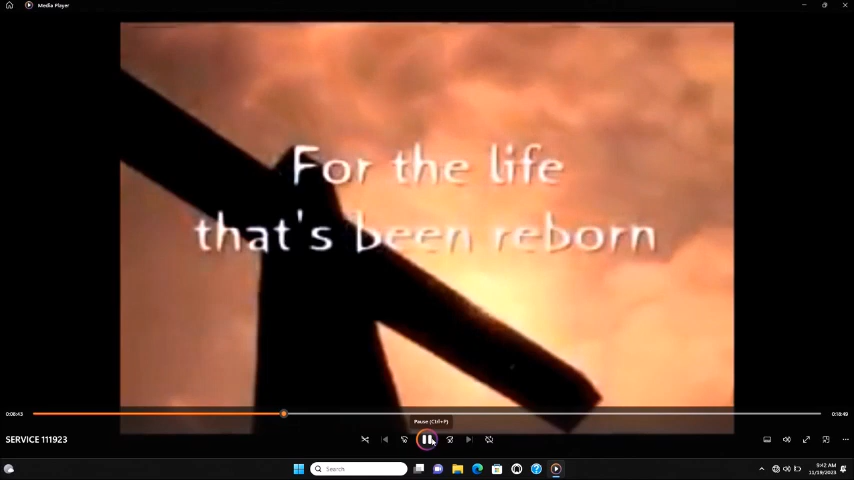 Media Player
For the life
that's been reborn
0:08:43
0:18:49
Pause (Ctrl+P)
SERVICE 111923
Search
9:42 AM
11/19/2023